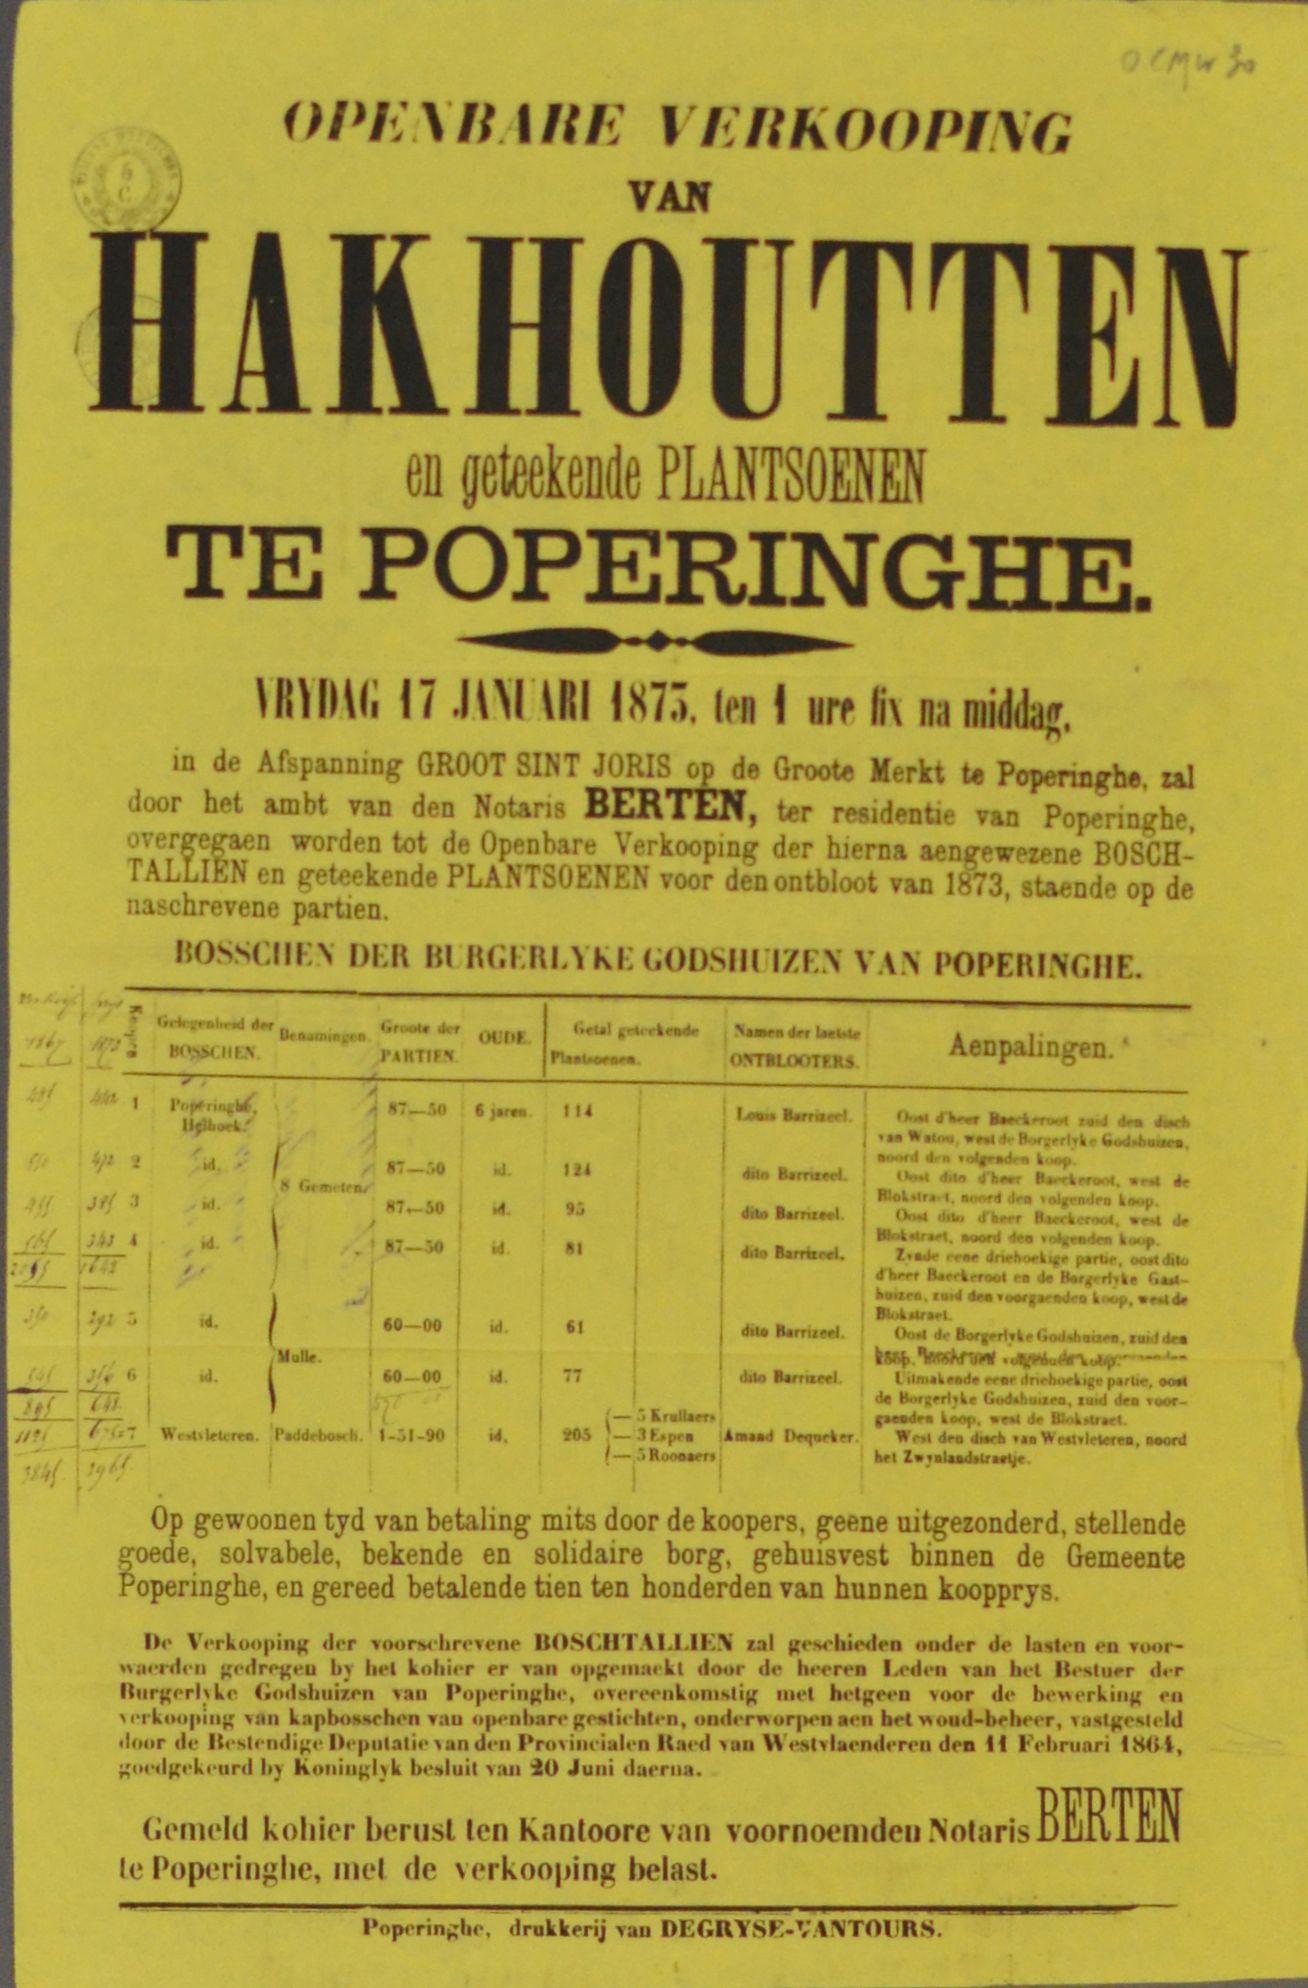 OCMW 30
OPENBARE VERKOOPING
VAN
HAKHOUTTEN
en geteekende PLANTSOENEN
TE POPERINGHE.
VRYDAG 17 JANUARI 1873, ten 1 ure fix na middag,
in de Afspanning GROOT SINT JORIS op de Groote Merkt te Poperinghe, zal
door het ambt van den Notaris BERTEN, ter residentie van Poperinghe,
overgegaen worden tot de Openbare Verkooping der hierna aengewezene BOSCH-
TALLIEN en geteekende PLANTSOENEN voor den ontbloot van 1873, staende op de
naschrevene partien.
BOSSCHEN DER BURGERLYKE GODSHUIZEN VAN POPERINGHE.
Koopen Gelegenheid der BOSSCHEN. Benamingen. Groote der PARTIEN. OUDE. Getal geteekende Plantsoenen. Namen der laetste ONTBLOOTERS. Aenpalingen.
1867 1873
1 Poperinghe, Helhoek. 87—50 6 jaren. 114 Louis Barrizeel. Oost d'heer Baeckeroot zuid den disch
van Watou, west de Borgerlyke Godshuizen,
noord den volgenden koop.
2 id. 8 Gemeten. 87—50 id. 124 dito Barrizeel. Oost dito d'heer Baeckeroot, west de
Blokstraet, noord den volgenden koop.
3 id. 87—50 id. 95 dito Barrizeel. Oost dito d'heer Baeckeroot, west de
Blokstraet, noord den volgenden koop.
4 id. 87—50 id. 81 dito Barrizeel. Zynde eene driehoekige partie, oost dito
d'heer Baeckeroot en de Borgerlyke Gast-
huizen, zuid den voorgaenden koop, west de
Blokstraet.
5 id. Mulle. 60—00 id. 61 dito Barrizeel. Oost de Borgerlyke Godshuizen, zuid den
koop, noord den volgenden koop.
6 id. 60—00 id. 77 dito Barrizeel. Uitmakende eene driehoekige partie, oost
de Borgerlyke Godshuizen, zuid den voor-
gaenden koop, west de Blokstraet.
7 Westvleteren. Paddebosch. 1-51-90 id. 205 — 5 Krullaers — 3 Espen — 5 Roonaers Amand Dequeker. West den disch van Westvleteren, noord
het Zwynlandstraetje.
Op gewoonen tyd van betaling mits door de koopers, geene uitgezonderd, stellende
goede, solvabele, bekende en solidaire borg, gehuisvest binnen de Gemeente
Poperinghe, en gereed betalende tien ten honderden van hunnen koopprys.
De Verkooping der voorschrevene BOSCHTALLIEN zal geschieden onder de lasten en voor-
waerden gedregen by het kohier er van opgemaekt door de heeren Leden van het Bestuer der
Burgerlyke Godshuizen van Poperinghe, overeenkomstig met hetgeen voor de bewerking en
verkooping van kapbosschen van openbare gestichten, onderworpen aen het woud-beheer, vastgesteld
door de Bestendige Deputatie van den Provincialen Raed van Westvlaenderen den 11 Februari 1864,
goedgekeurd by Koninglyk besluit van 20 Juni daerna.
Gemeld kohier berust ten Kantoore van voornoemden Notaris BERTEN
te Poperinghe, met de verkooping belast.
Poperinghe, drukkerij van DEGRYSE-VANTOURS.